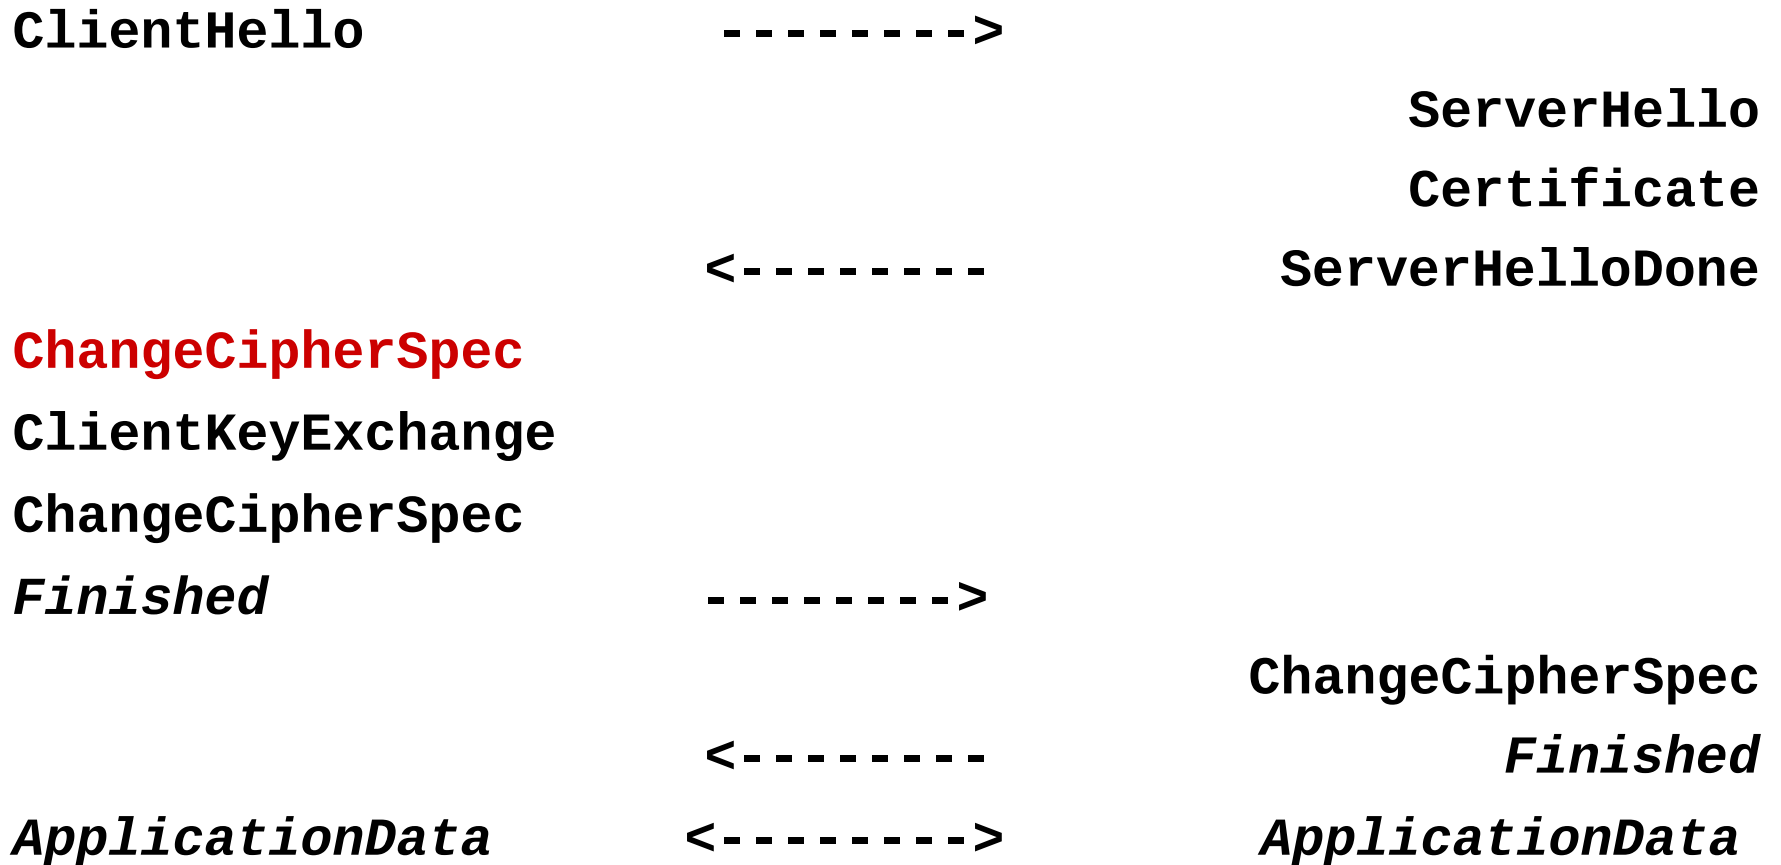 ClientHello -------->
ServerHello
Certificate
<-------- ServerHelloDone
ChangeCipherSpec
ClientKeyExchange
ChangeCipherSpec
Finished -------->
ChangeCipherSpec
<-------- Finished
ApplicationData <--------> ApplicationData